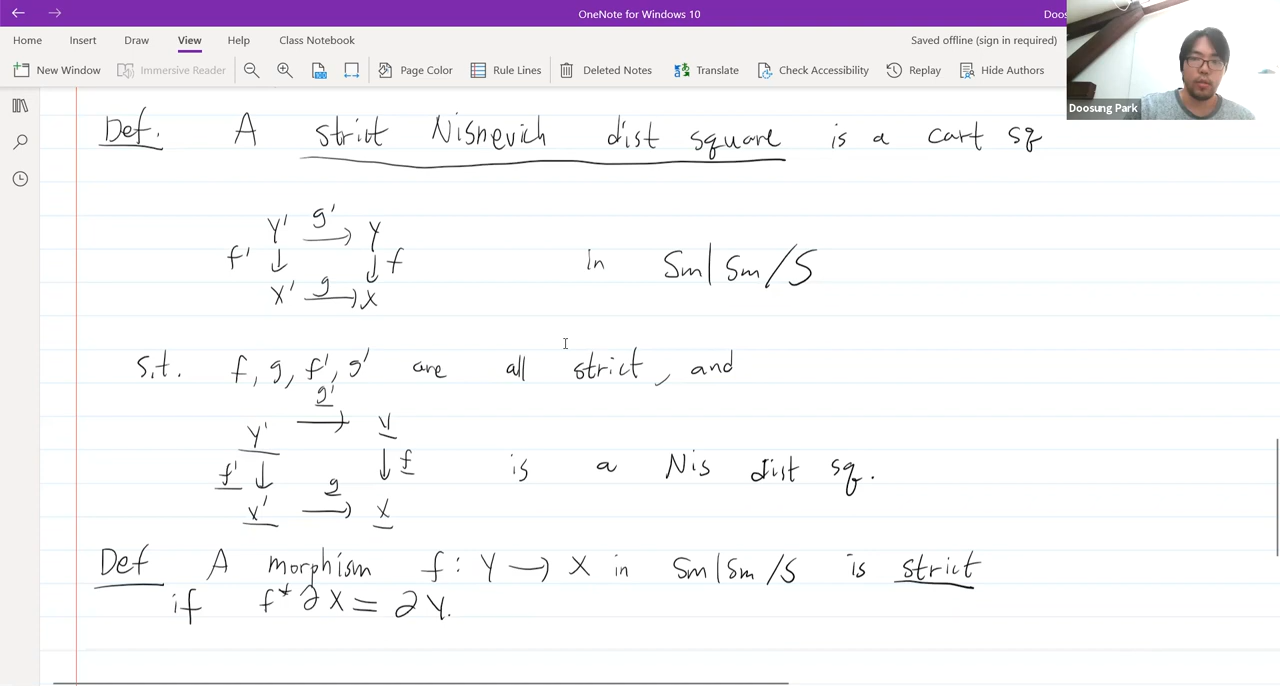 OneNote for Windows 10
Doos
Home Insert Draw View Help Class Notebook Saved offline (sign in required)
New Window Immersive Reader Page Color Rule Lines Deleted Notes Translate Check Accessibility Replay Hide Authors
Doosung Park
Def. A strict Nisnevich dist square is a cart sq
Y' g' → Y
f' ↓ ↓ f in Sm|Sm/S
X' g → X
s.t. f, g, f', g' are all strict, and
Y' g' → Y
f' ↓ ↓ f is a Nis dist sq.
X' g → X
Def A morphism f : Y → X in Sm|Sm/S is strict
if f*∂X = ∂Y.